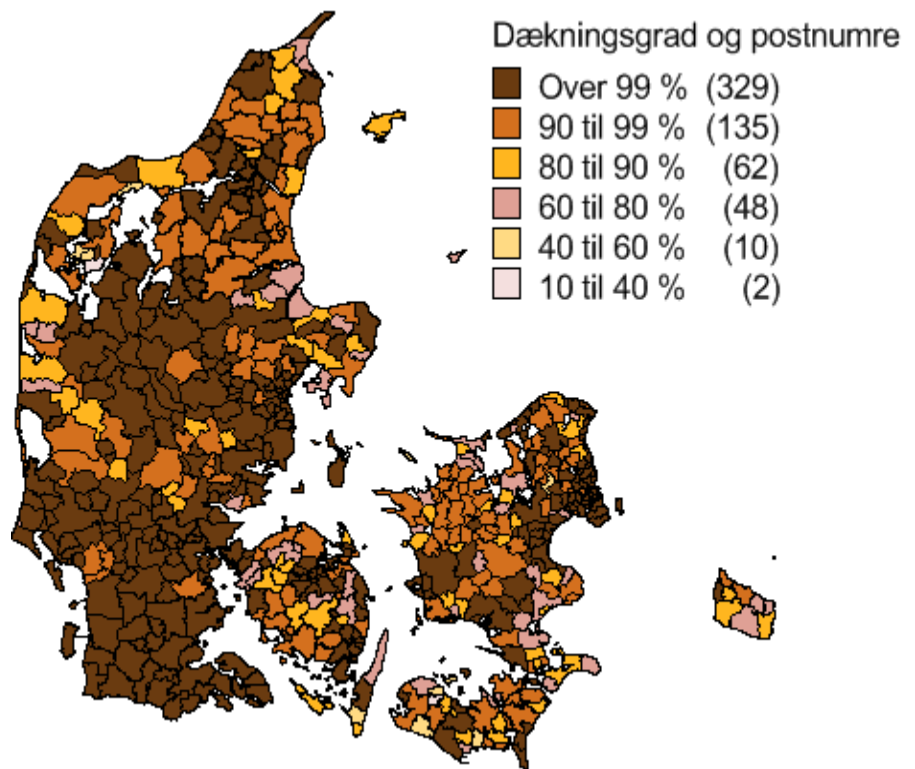 Dækningsgrad og postnumre
Over 99 % (329)
90 til 99 % (135)
80 til 90 % (62)
60 til 80 % (48)
40 til 60 % (10)
10 til 40 % (2)